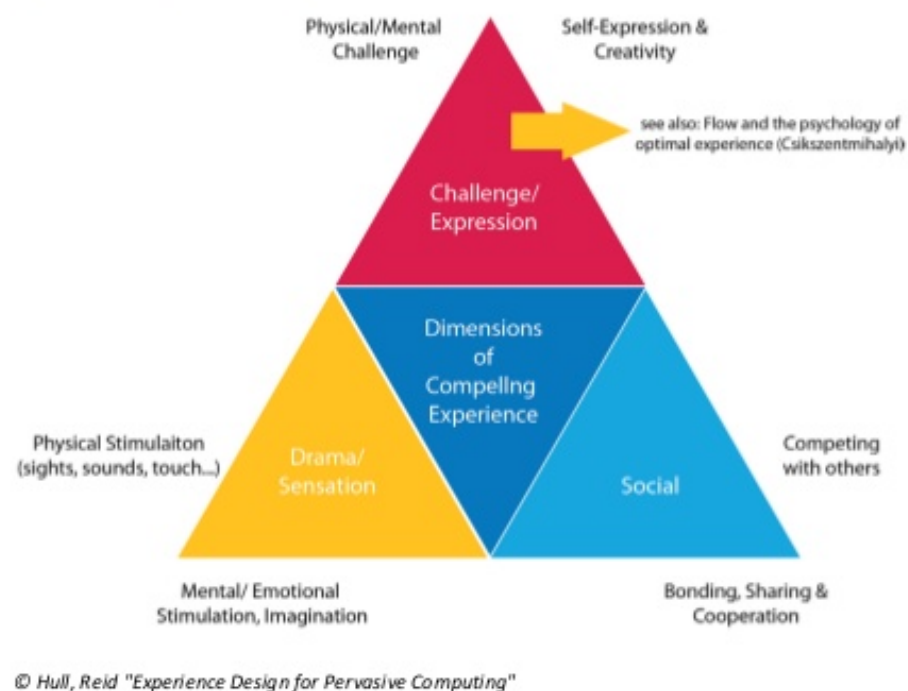 Physical/Mental
Challenge
Self-Expression &
Creativity
see also: Flow and the psychology of
optimal experience (Csikszentmihalyi)
Challenge/
Expression
Dimensions
of
Compellng
Experience
Physical Stimulaiton
(sights, sounds, touch...)
Drama/
Sensation
Social
Competing
with others
Mental/ Emotional
Stimulation, Imagination
Bonding, Sharing &
Cooperation
© Hull, Reid "Experience Design for Pervasive Computing"